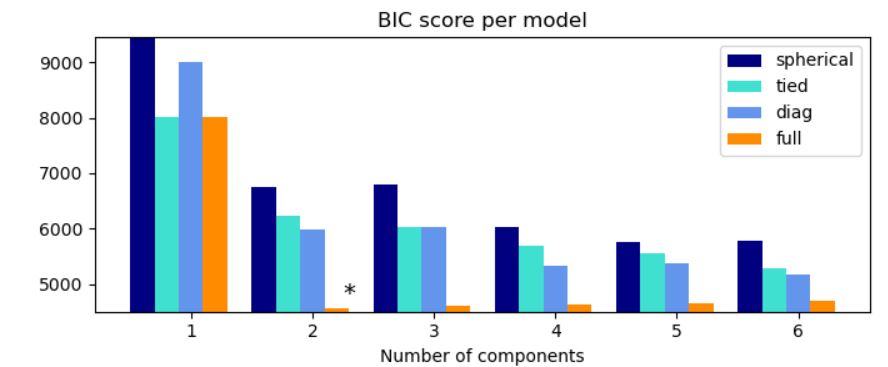 BIC score per model
9000
8000
7000
6000
5000
spherical
tied
diag
full
*
1 2 3 4 5 6
Number of components